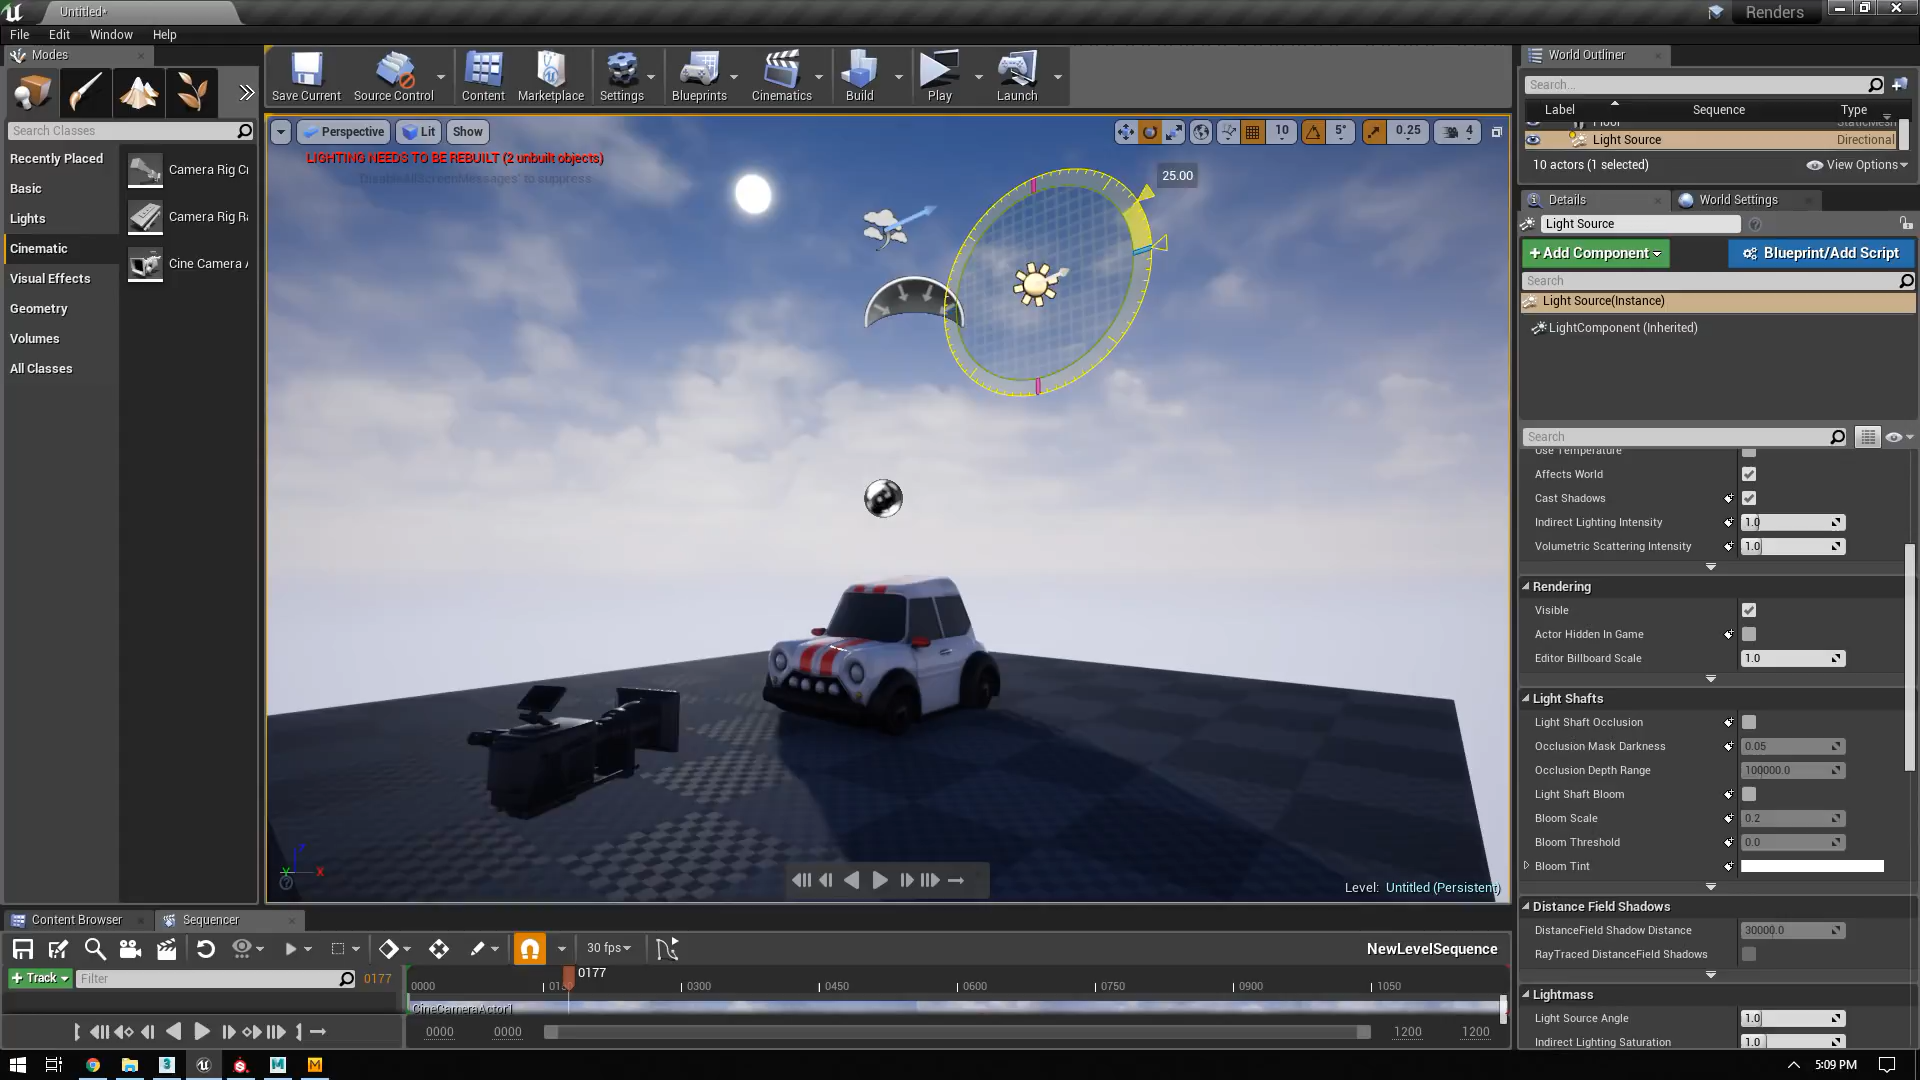 Untitled*
Renders
File Edit Window Help
Modes
Save Current
Source Control
Content
Marketplace
Settings
Blueprints
Cinematics
Build
Play
Launch
Search Classes
Recently Placed
Basic
Lights
Cinematic
Visual Effects
Geometry
Volumes
All Classes
Camera Rig Cr
Camera Rig Ra
Cine Camera A
Perspective
Lit
Show
10
5°
0.25
4
LIGHTING NEEDS TO BE REBUILT (2 unbuilt objects)
'DisableAllScreenMessages' to suppress
25.00
Level: Untitled (Persistent)
World Outliner
Search...
Label Sequence Type
Floor StaticMesh
Light Source Directional
10 actors (1 selected)
View Options
Details
World Settings
Light Source
+Add Component
Blueprint/Add Script
Search
Light Source(Instance)
LightComponent (Inherited)
Search
Use Temperature
Affects World
Cast Shadows
Indirect Lighting Intensity 1.0
Volumetric Scattering Intensity 1.0
Rendering
Visible
Actor Hidden In Game
Editor Billboard Scale 1.0
Light Shafts
Light Shaft Occlusion
Occlusion Mask Darkness 0.05
Occlusion Depth Range 100000.0
Light Shaft Bloom
Bloom Scale 0.2
Bloom Threshold 0.0
Bloom Tint
Distance Field Shadows
DistanceField Shadow Distance 30000.0
RayTraced DistanceField Shadows
Lightmass
Light Source Angle 1.0
Indirect Lighting Saturation 1.0
Content Browser
Sequencer
30 fps
NewLevelSequence
+ Track
Filter
0177
0177
0000 0150 0300 0450 0600 0750 0900 1050
CineCameraActor1
0000 0000 1200 1200
5:09 PM